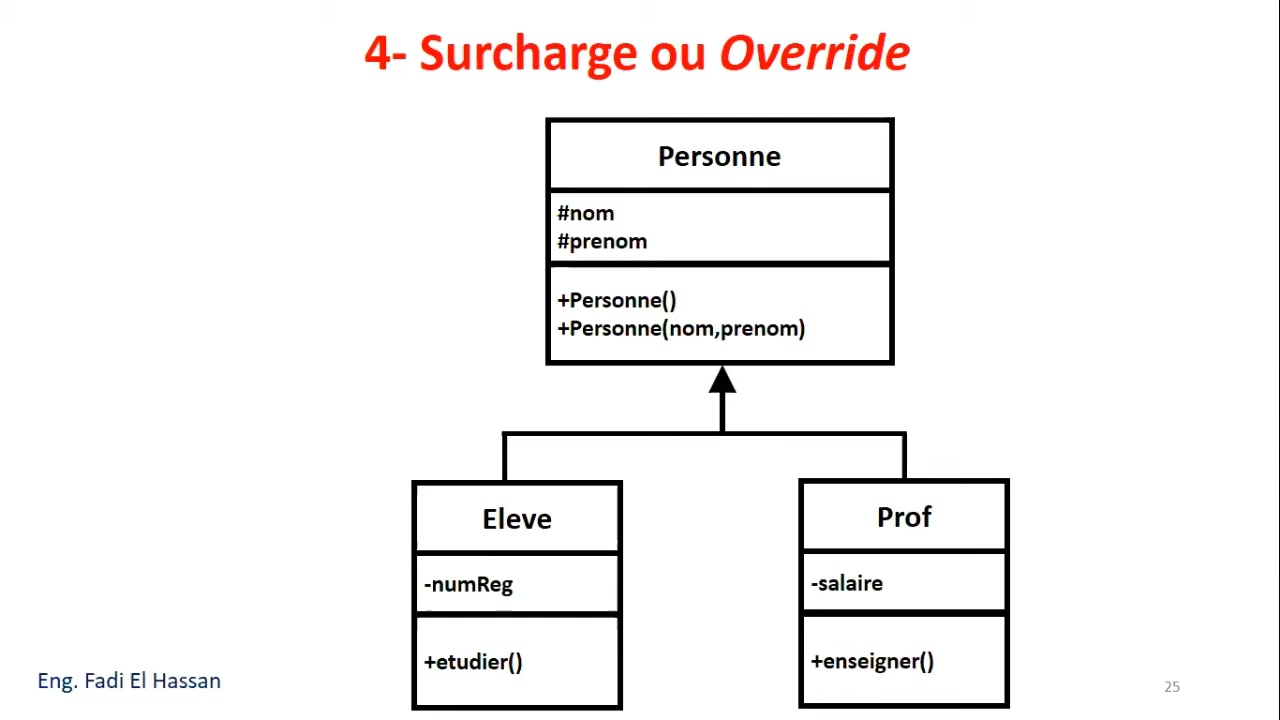 4- Surcharge ou Override
Personne
#nom
#prenom
+Personne()
+Personne(nom,prenom)
Eleve
-numReg
+etudier()
Prof
-salaire
+enseigner()
Eng. Fadi El Hassan
25